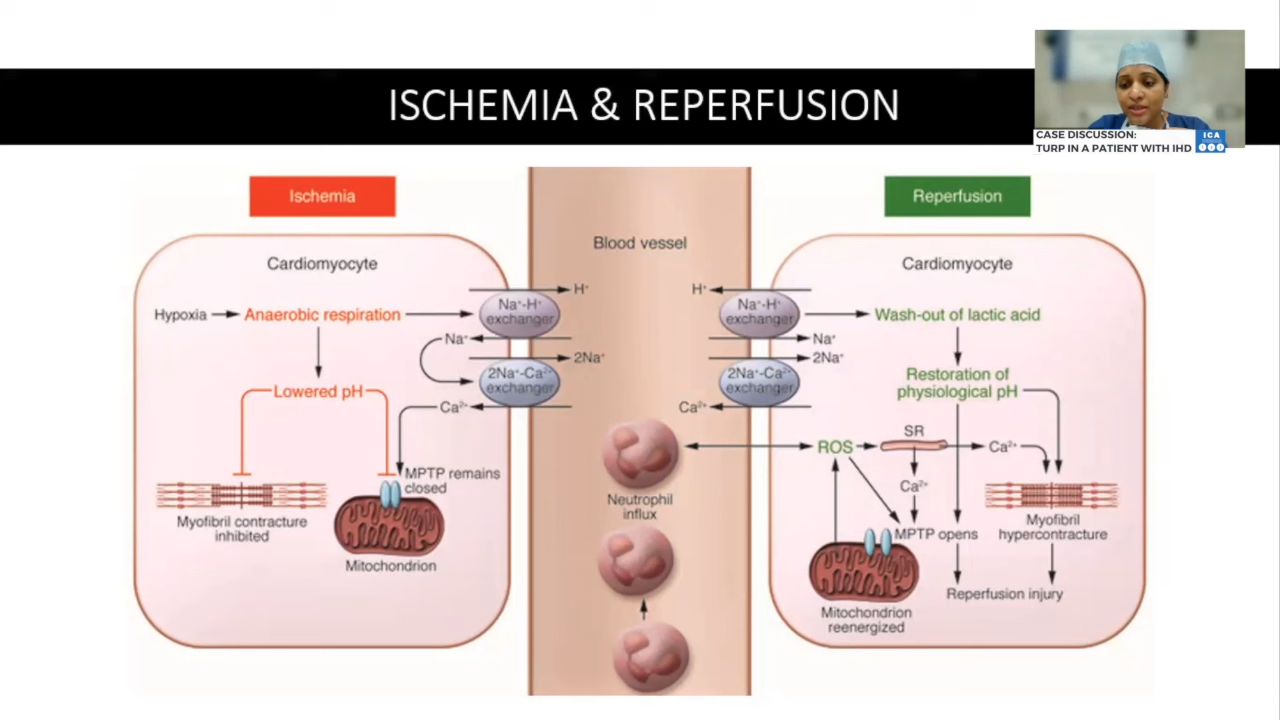 ISCHEMIA & REPERFUSION
CASE DISCUSSION:
TURP IN A PATIENT WITH IHD
ICA
Ischemia
Cardiomyocyte
Hypoxia
Anaerobic respiration
Lowered pH
Na⁺-H⁺
exchanger
H⁺
Na⁺
2Na⁺
2Na⁺-Ca²⁺
exchanger
Ca²⁺
MPTP remains
closed
Myofibril contracture
inhibited
Mitochondrion
Blood vessel
Neutrophil
influx
Reperfusion
Cardiomyocyte
H⁺
Na⁺-H⁺
exchanger
Na⁺
2Na⁺
2Na⁺-Ca²⁺
exchanger
Ca²⁺
Wash-out of lactic acid
Restoration of
physiological pH
ROS
SR
Ca²⁺
Ca²⁺
MPTP opens
Myofibril
hypercontracture
Reperfusion injury
Mitochondrion
reenergized